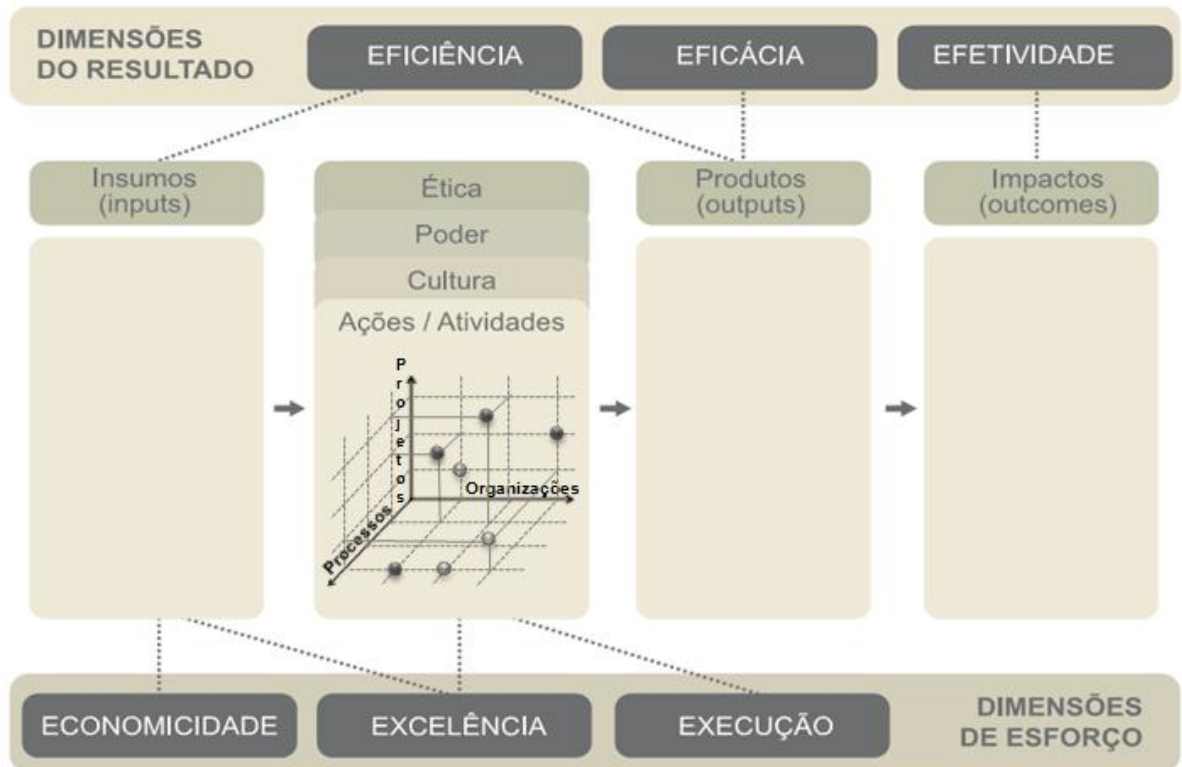 DIMENSÕES
DO RESULTADO
EFICIÊNCIA
EFICÁCIA
EFETIVIDADE
Insumos
(inputs)
Ética
Poder
Cultura
Ações / Atividades
Produtos
(outputs)
Impactos
(outcomes)
Projetos
Organizações
Processos
ECONOMICIDADE
EXCELÊNCIA
EXECUÇÃO
DIMENSÕES
DE ESFORÇO